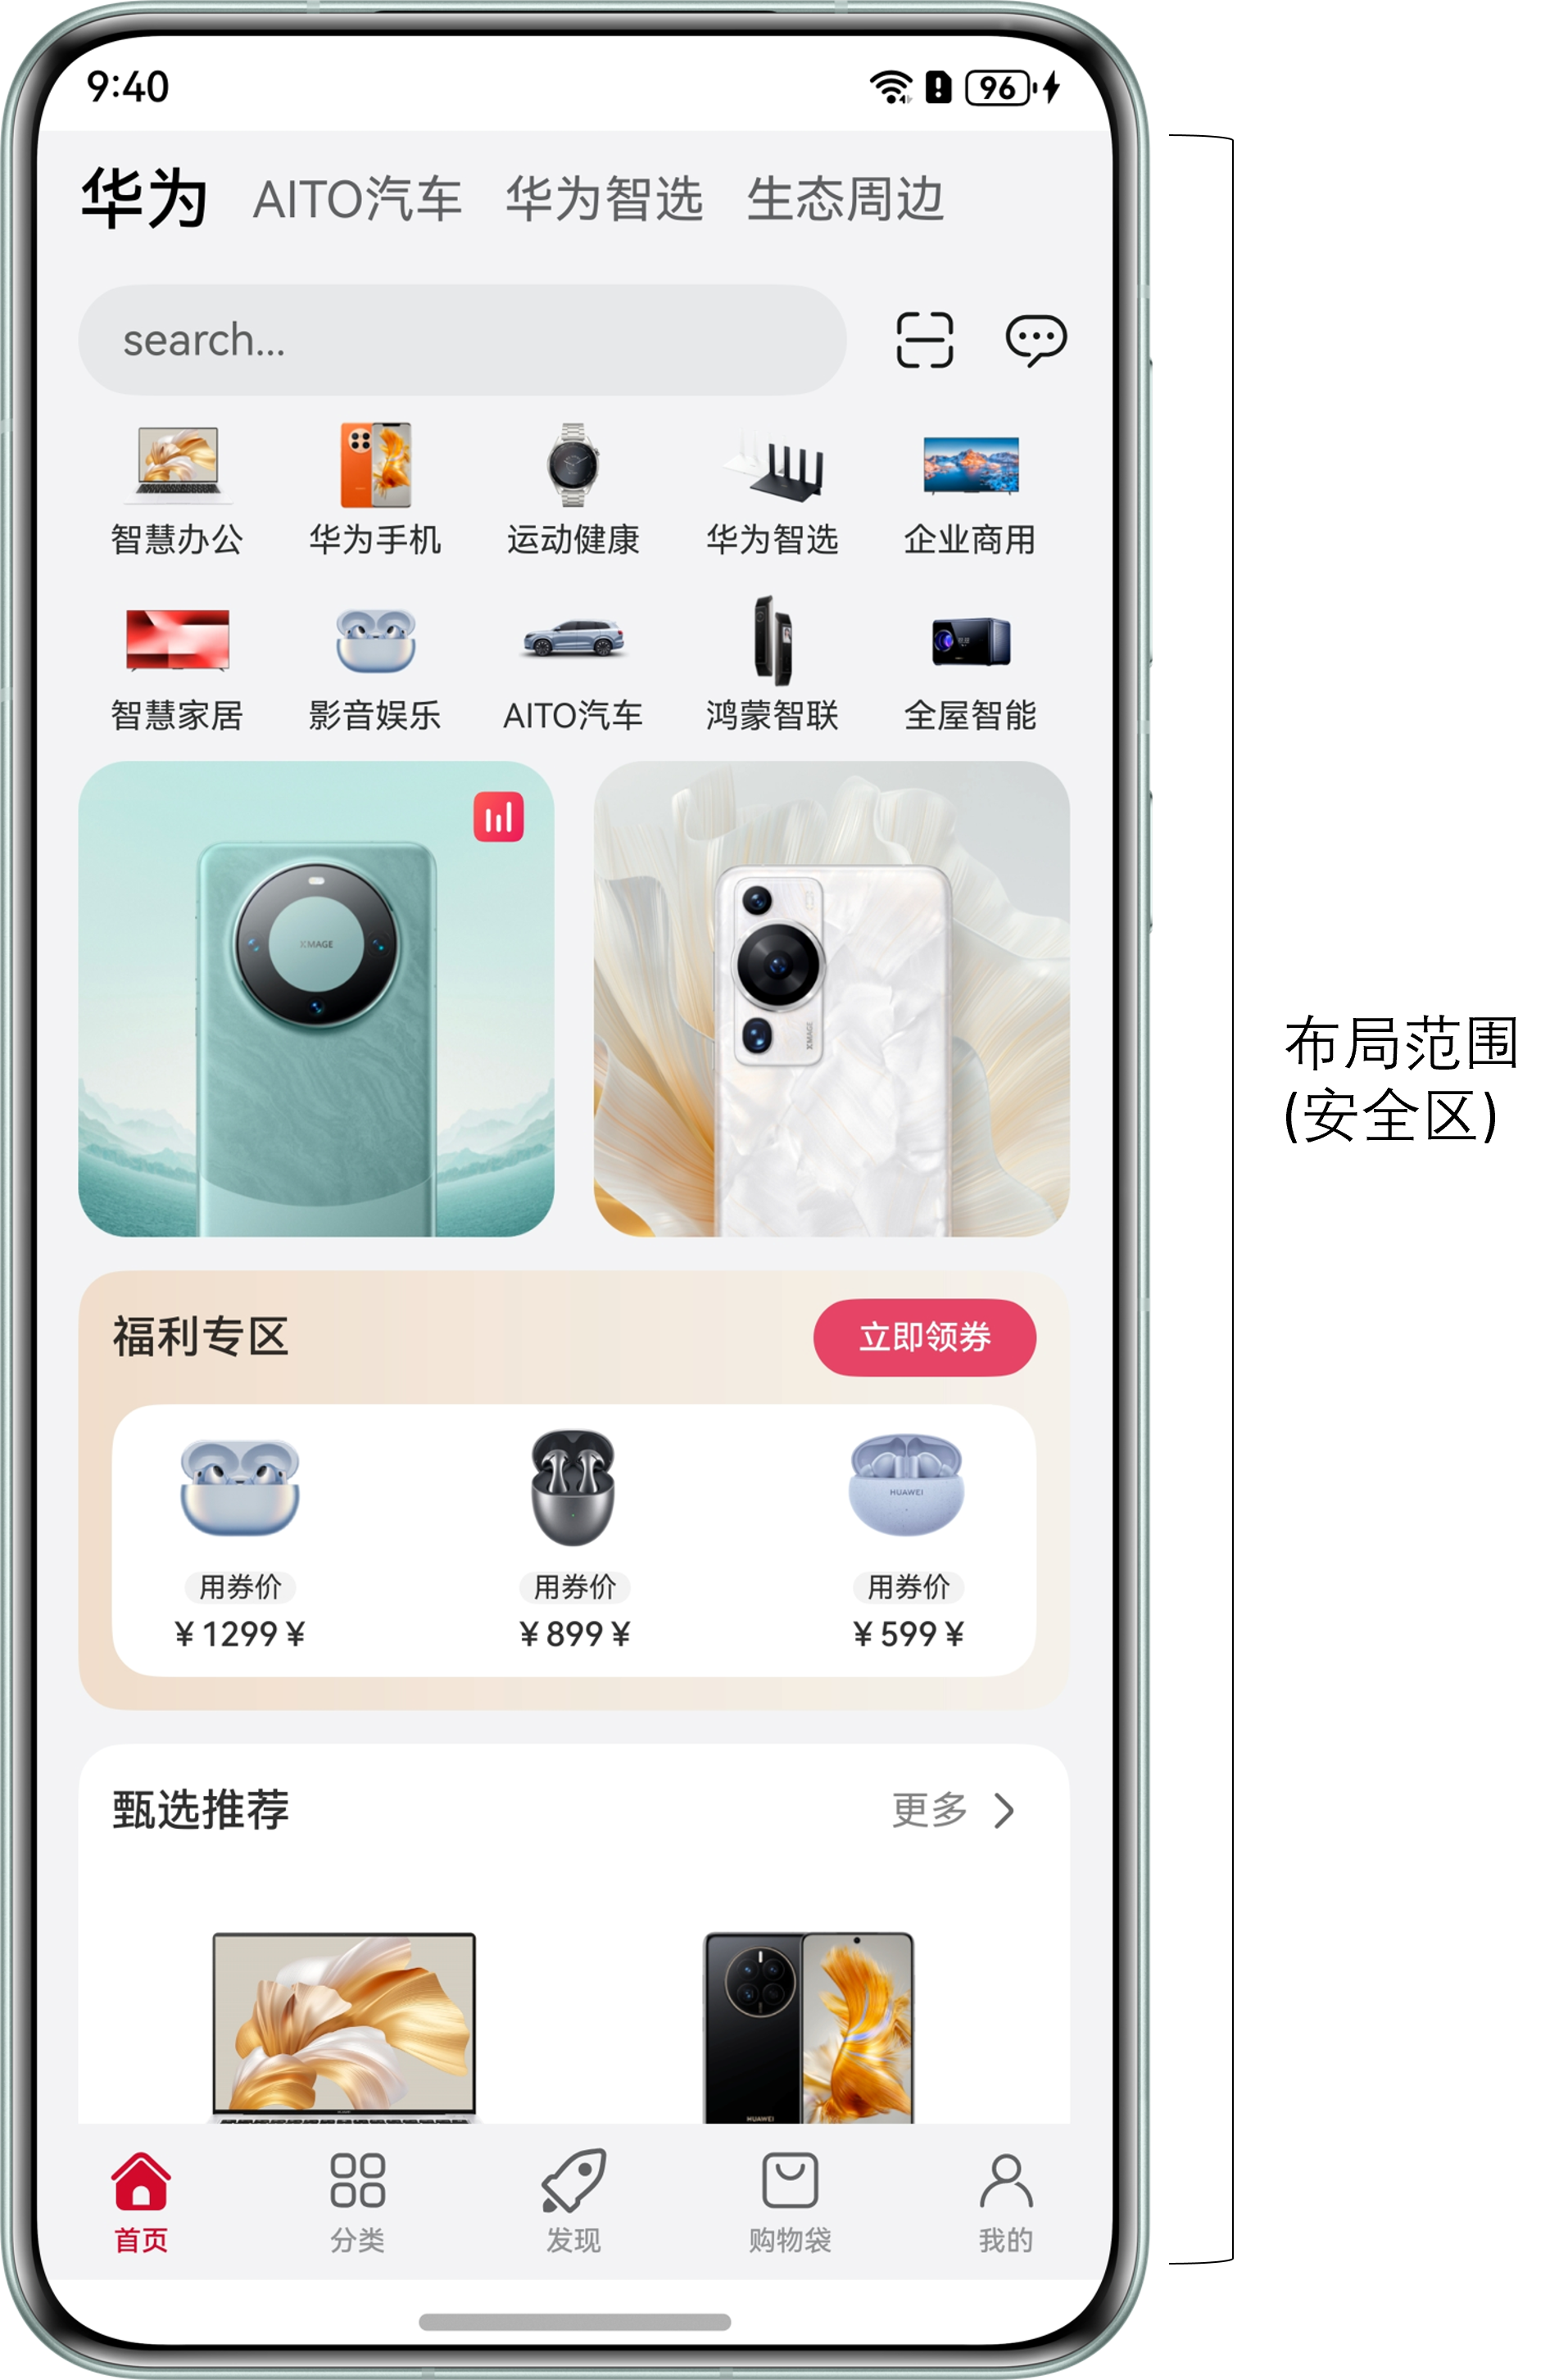 9:40
96
华为 AITO汽车 华为智选 生态周边
search...
智慧办公 华为手机 运动健康 华为智选 企业商用
智慧家居 影音娱乐 AITO汽车 鸿蒙智联 全屋智能
XMAGE
XMAGE
布局范围
(安全区)
福利专区 立即领券
HUAWEI
用券价 用券价 用券价
¥1299¥ ¥899¥ ¥599¥
甄选推荐 更多
HUAWEI
首页 分类 发现 购物袋 我的